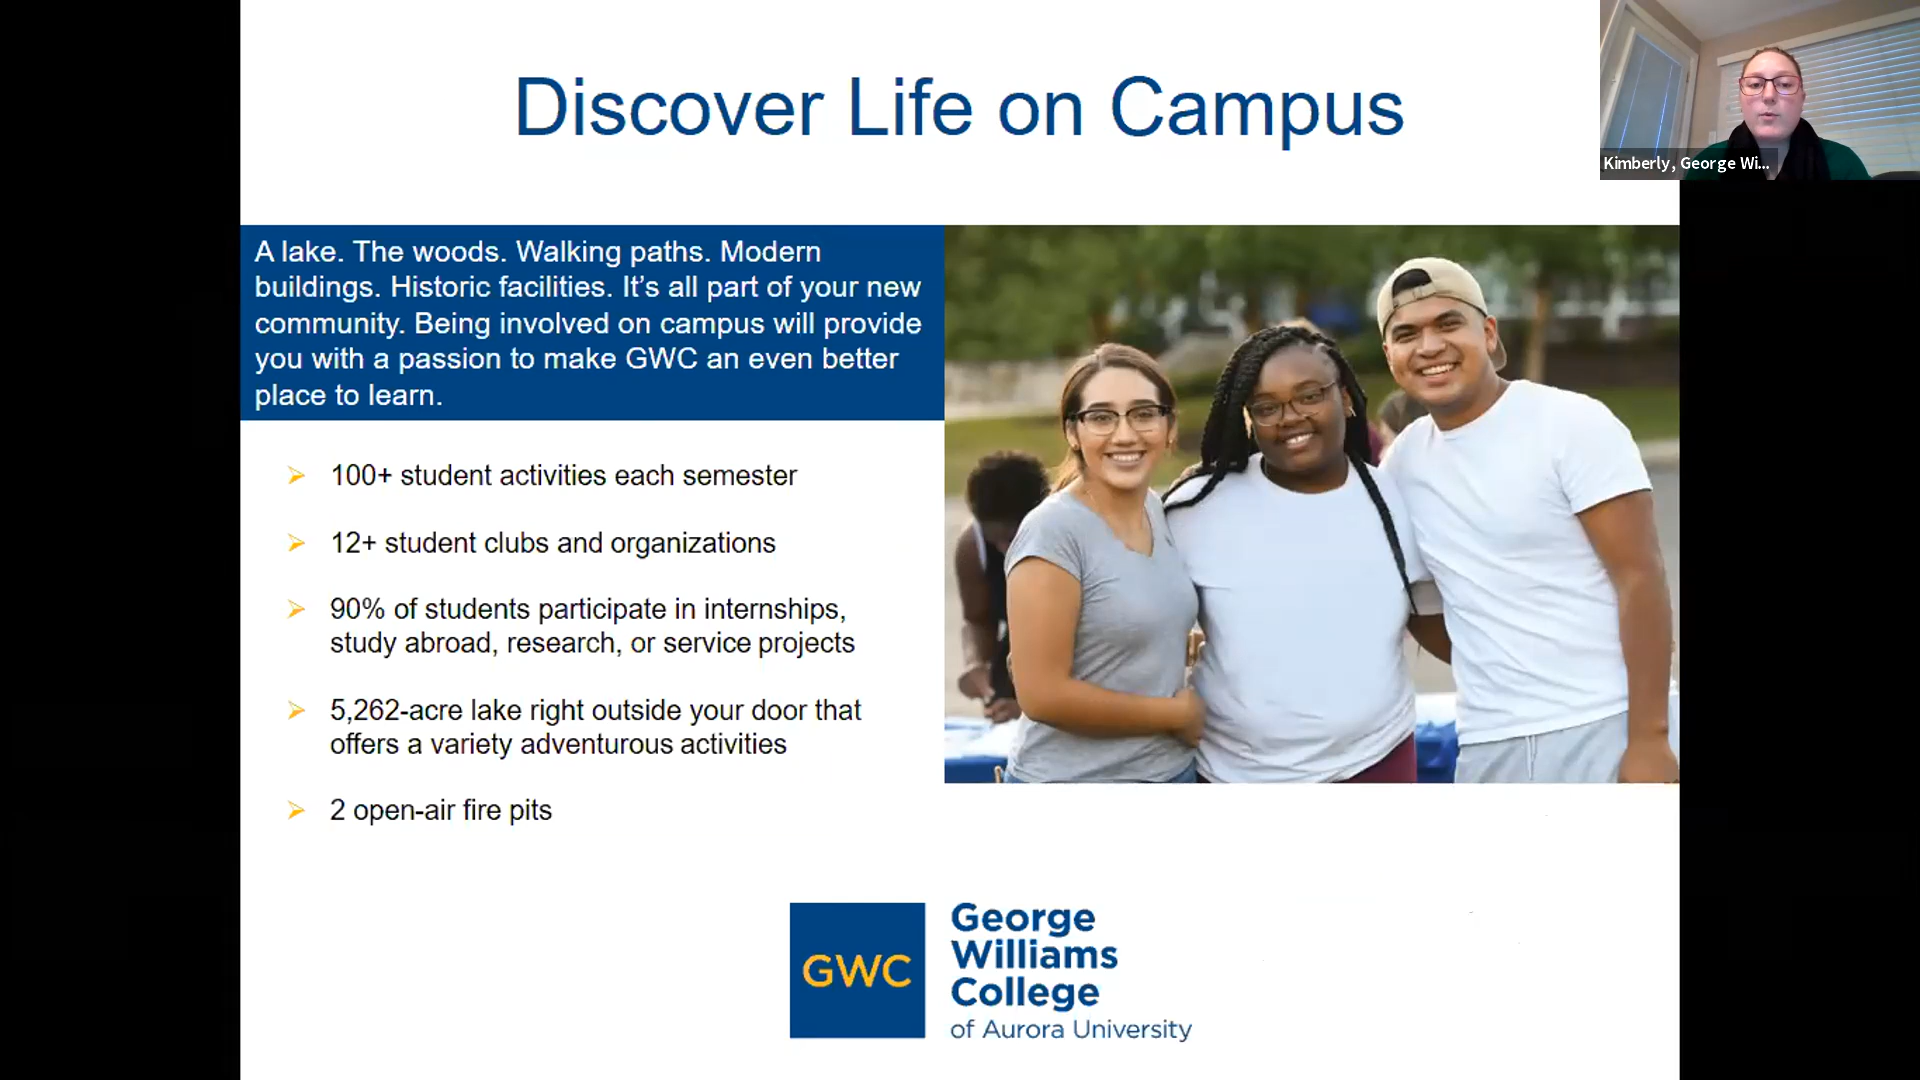 Discover Life on Campus
Kimberly, George Wi...
A lake. The woods. Walking paths. Modern
buildings. Historic facilities. It's all part of your new
community. Being involved on campus will provide
you with a passion to make GWC an even better
place to learn.
100+ student activities each semester
12+ student clubs and organizations
90% of students participate in internships,
study abroad, research, or service projects
5,262-acre lake right outside your door that
offers a variety adventurous activities
2 open-air fire pits
GWC
George
Williams
College
of Aurora University